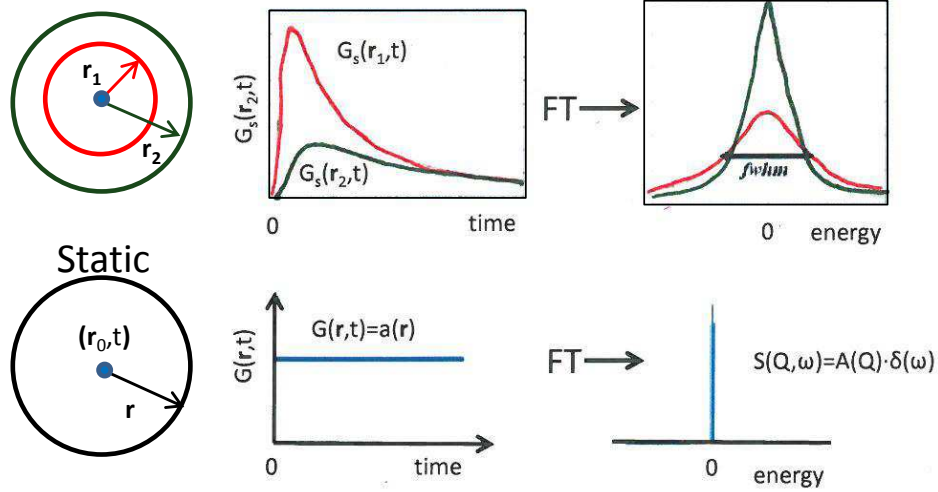 r₁
r₂
Gₛ(r₂,t)
Gₛ(r₁,t)
Gₛ(r₂,t)
0
time
FT
fwhm
0
energy
Static
(r₀,t)
r
G(r,t)
G(r,t)=a(r)
0
time
FT
S(Q,ω)=A(Q)·δ(ω)
0
energy